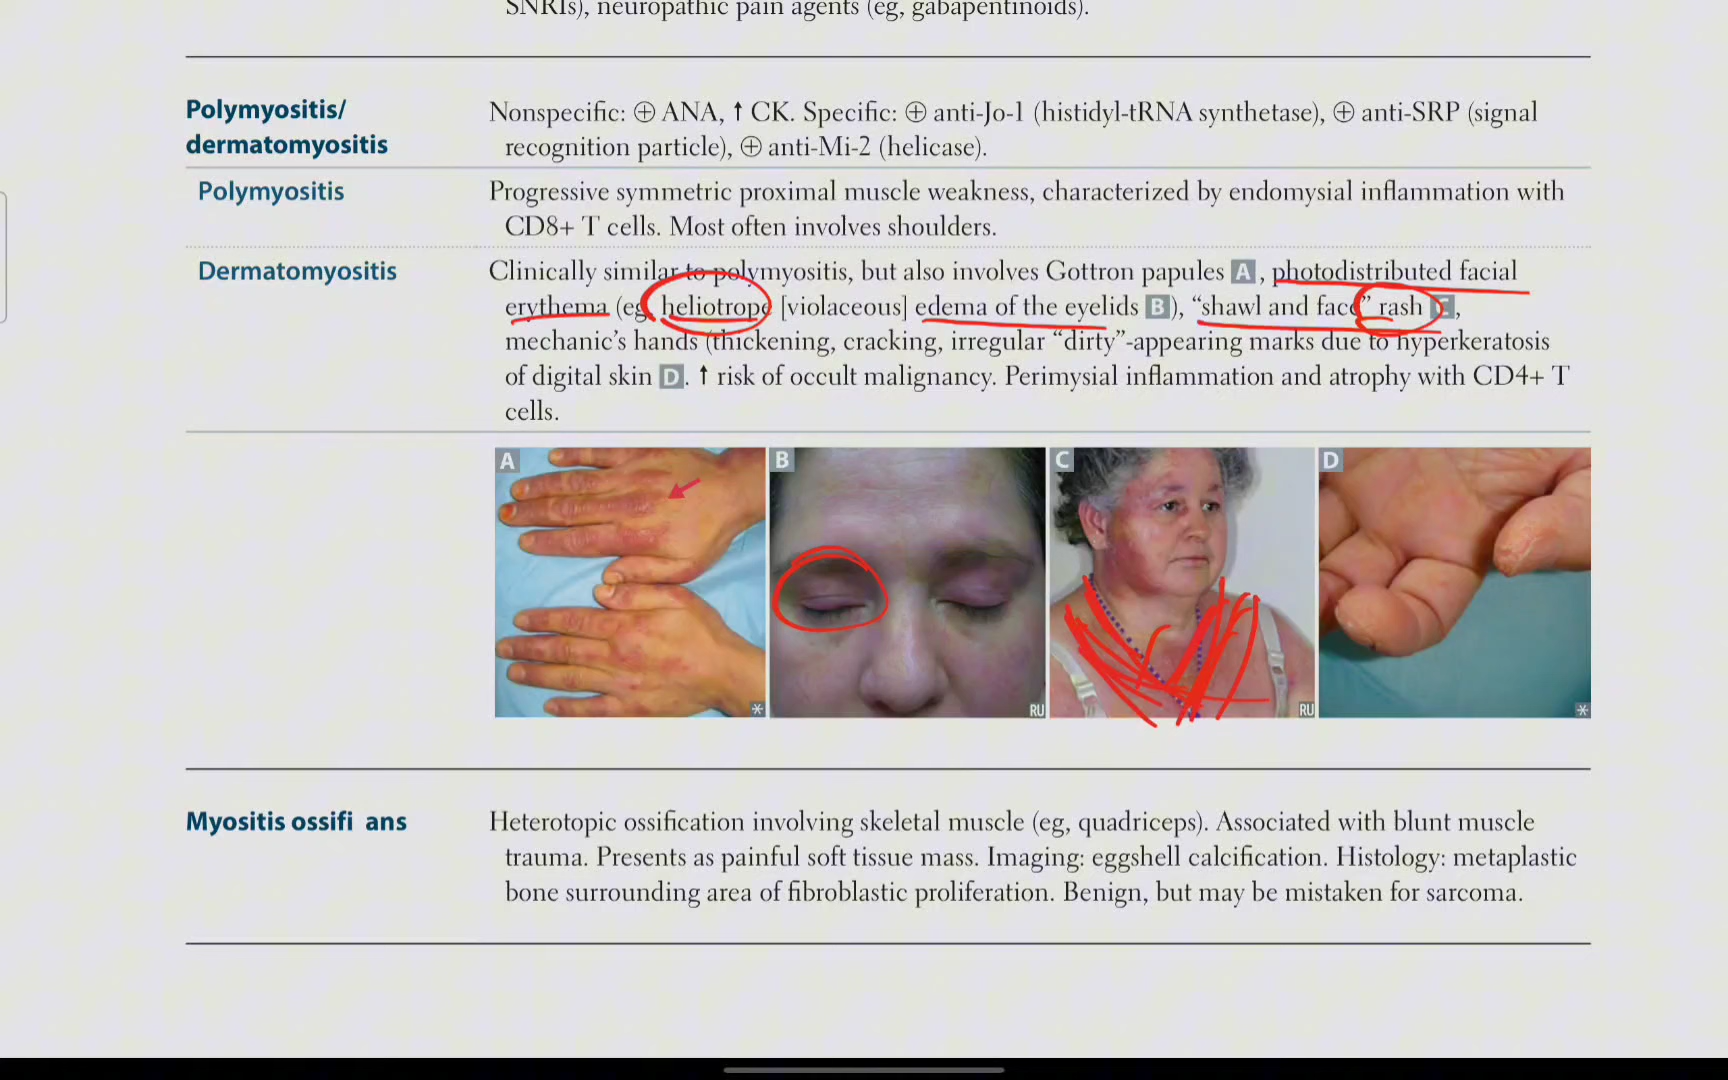 SNRIs), neuropathic pain agents (eg, gabapentinoids).
Polymyositis/
dermatomyositis
Nonspecific: ⊕ ANA, ↑ CK. Specific: ⊕ anti-Jo-1 (histidyl-tRNA synthetase), ⊕ anti-SRP (signal
recognition particle), ⊕ anti-Mi-2 (helicase).
Polymyositis
Progressive symmetric proximal muscle weakness, characterized by endomysial inflammation with
CD8+ T cells. Most often involves shoulders.
Dermatomyositis
Clinically similar to polymyositis, but also involves Gottron papules A, photodistributed facial
erythema (eg, heliotrope [violaceous] edema of the eyelids B), “shawl and face” rash C,
mechanic’s hands (thickening, cracking, irregular “dirty”-appearing marks due to hyperkeratosis
of digital skin D. ↑ risk of occult malignancy. Perimysial inflammation and atrophy with CD4+ T
cells.
A B C D
* RU RU *
Myositis ossifi ans
Heterotopic ossification involving skeletal muscle (eg, quadriceps). Associated with blunt muscle
trauma. Presents as painful soft tissue mass. Imaging: eggshell calcification. Histology: metaplastic
bone surrounding area of fibroblastic proliferation. Benign, but may be mistaken for sarcoma.